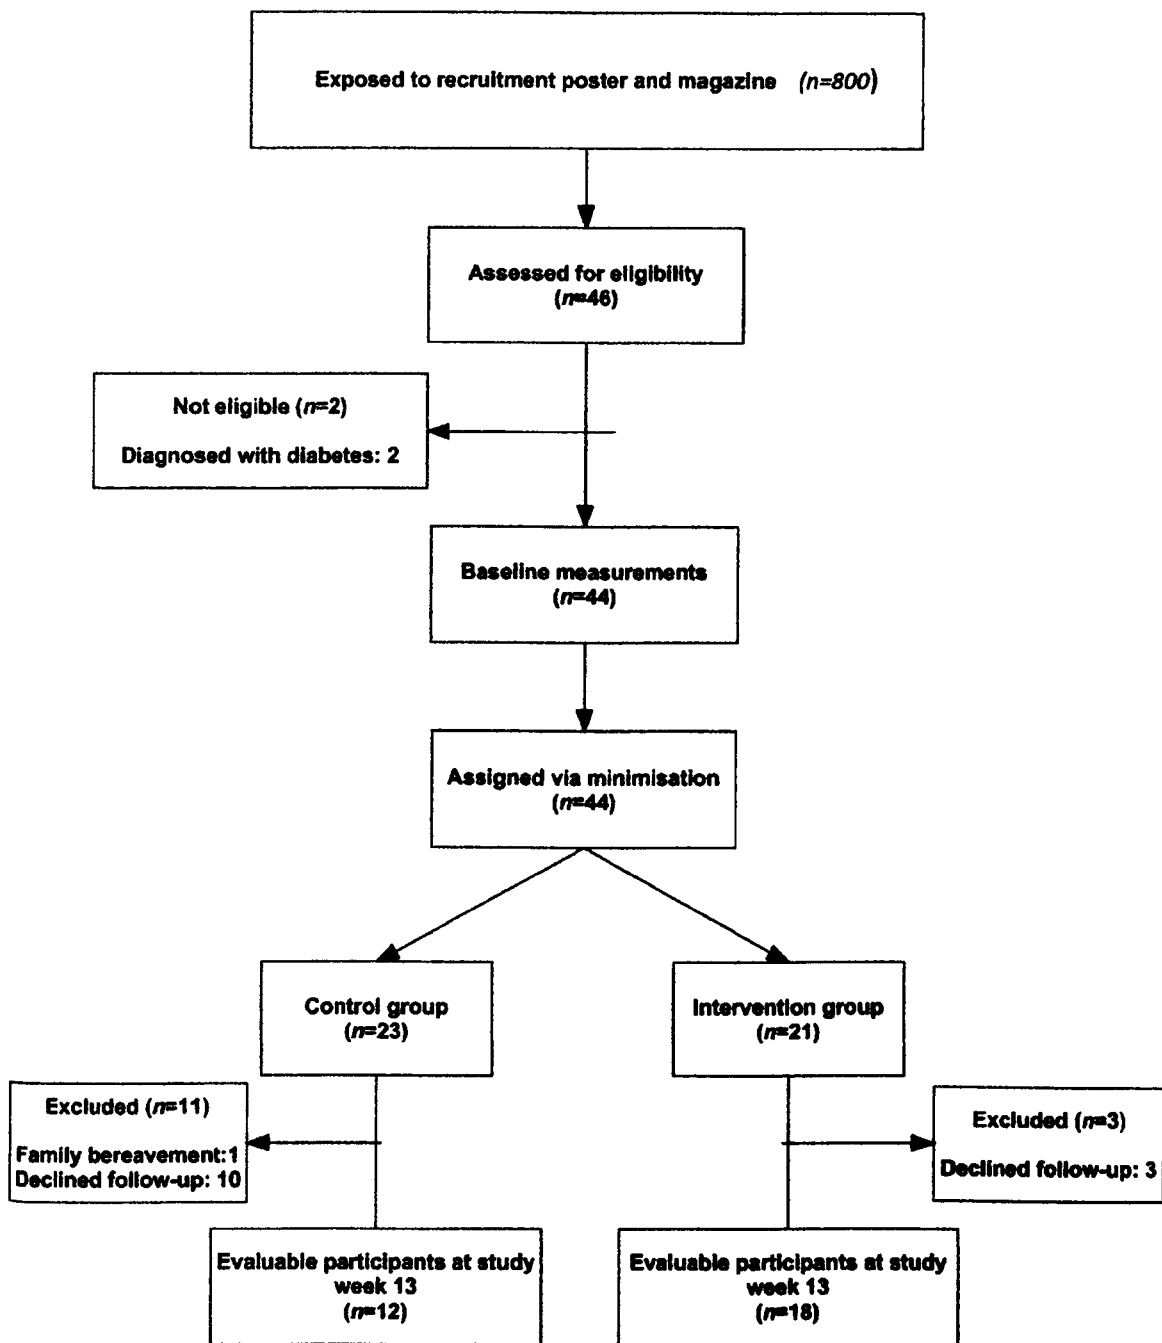 Exposed to recruitment poster and magazine (n=800)
Assessed for eligibility
(n=46)
Not eligible (n=2)
Diagnosed with diabetes: 2
Baseline measurements
(n=44)
Assigned via minimisation
(n=44)
Control group
(n=23)
Intervention group
(n=21)
Excluded (n=11)
Family bereavement:1
Declined follow-up: 10
Excluded (n=3)
Declined follow-up: 3
Evaluable participants at study
week 13
(n=12)
Evaluable participants at study
week 13
(n=18)